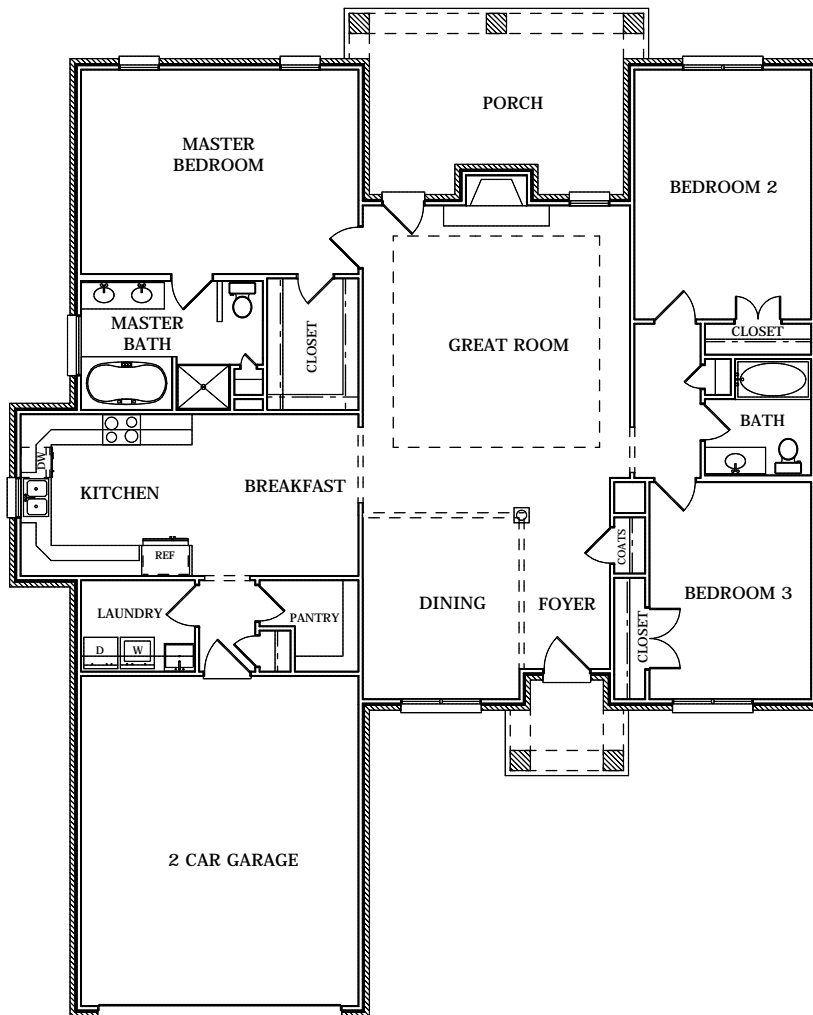 PORCH
MASTER
BEDROOM
BEDROOM 2
MASTER
BATH
CLOSET
GREAT ROOM
CLOSET
BATH
DW
KITCHEN
BREAKFAST
REF
COATS
LAUNDRY
PANTRY
DINING
FOYER
CLOSET
BEDROOM 3
D
W
2 CAR GARAGE